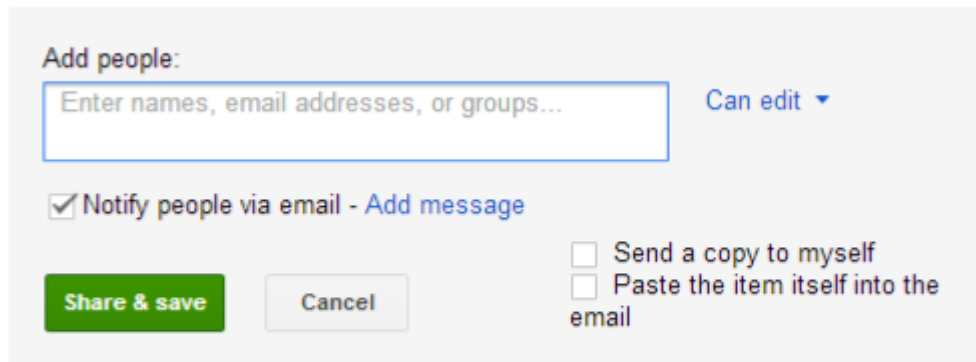 Add people:
Enter names, email addresses, or groups...
Can edit
Notify people via email - Add message
Send a copy to myself
Paste the item itself into the
email
Share & save
Cancel